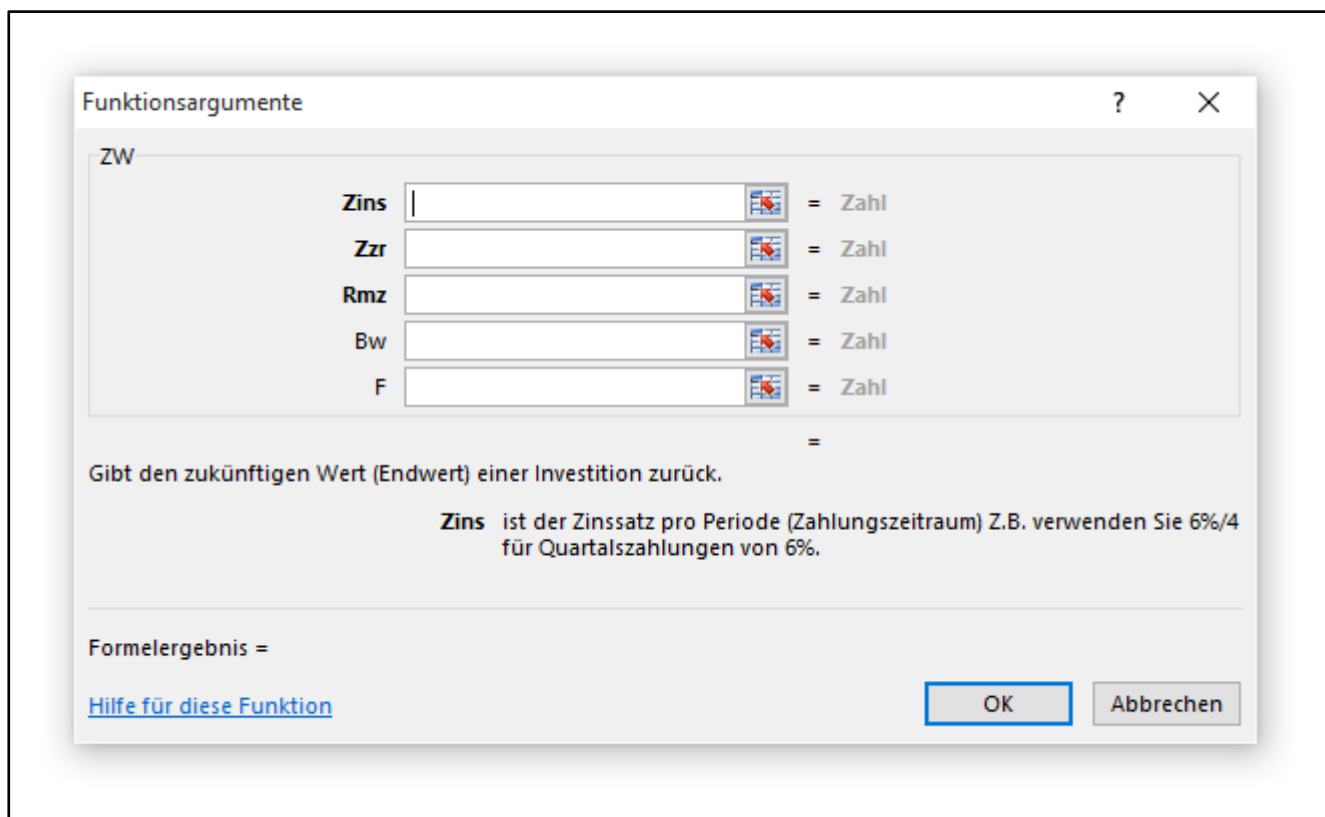 Funktionsargumente ? ×
ZW
Zins = Zahl
Zzr = Zahl
Rmz = Zahl
Bw = Zahl
F = Zahl
=
Gibt den zukünftigen Wert (Endwert) einer Investition zurück.
Zins ist der Zinssatz pro Periode (Zahlungszeitraum) Z.B. verwenden Sie 6%/4
für Quartalszahlungen von 6%.
Formelergebnis =
Hilfe für diese Funktion OK Abbrechen